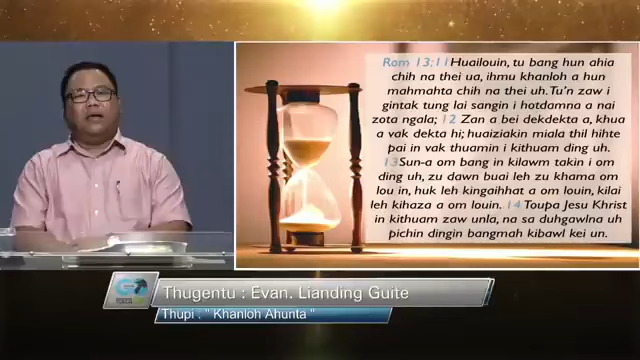 Rom 13:11Huailouin, tu bang hun ahia
chih na thei ua, ihmu khanloh a hun
mahmahta chih na thei uh.Tu'n zaw i
gintak tung lai sangin i hotdamna a nai
zota ngala; 12 Zan a bei dekdekta a, khua
a vak dekta hi; huaiziakin miala thil hihte
pai in vak thuamin i kithuam ding uh.
13Sun-a om bang in kilawm takin i om
ding uh, zu dawn buai leh zu khama om
lou in, huk leh kingaihhat a om louin, kilai
leh kihaza a om louin. 14 Toupa Jesu Khrist
in kithuam zaw unla, na sa duhgawlna uh
pichin dingin bangmah kibawl kei un.
Thugentu : Evan. Lianding Guite
Thupi : " Khanloh Ahunta "